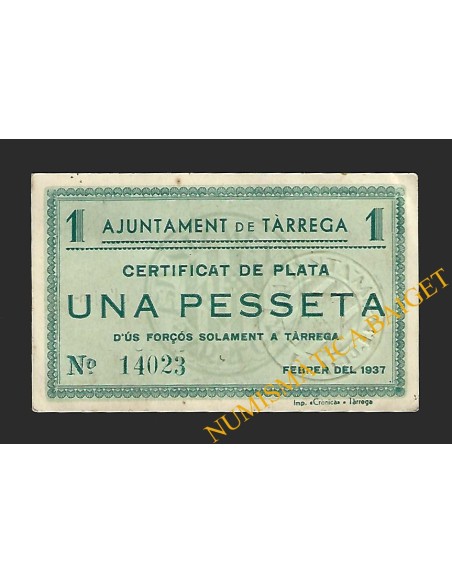 1 AJUNTAMENT DE TÀRREGA 1
CERTIFICAT DE PLATA
UNA PESSETA
D'ÚS FORÇÓS SOLAMENT A TÀRREGA
Nº 14023
FEBRER DEL 1937
Imp. «Crònica» - Tàrrega
NUMISMÀTICA BAIGET